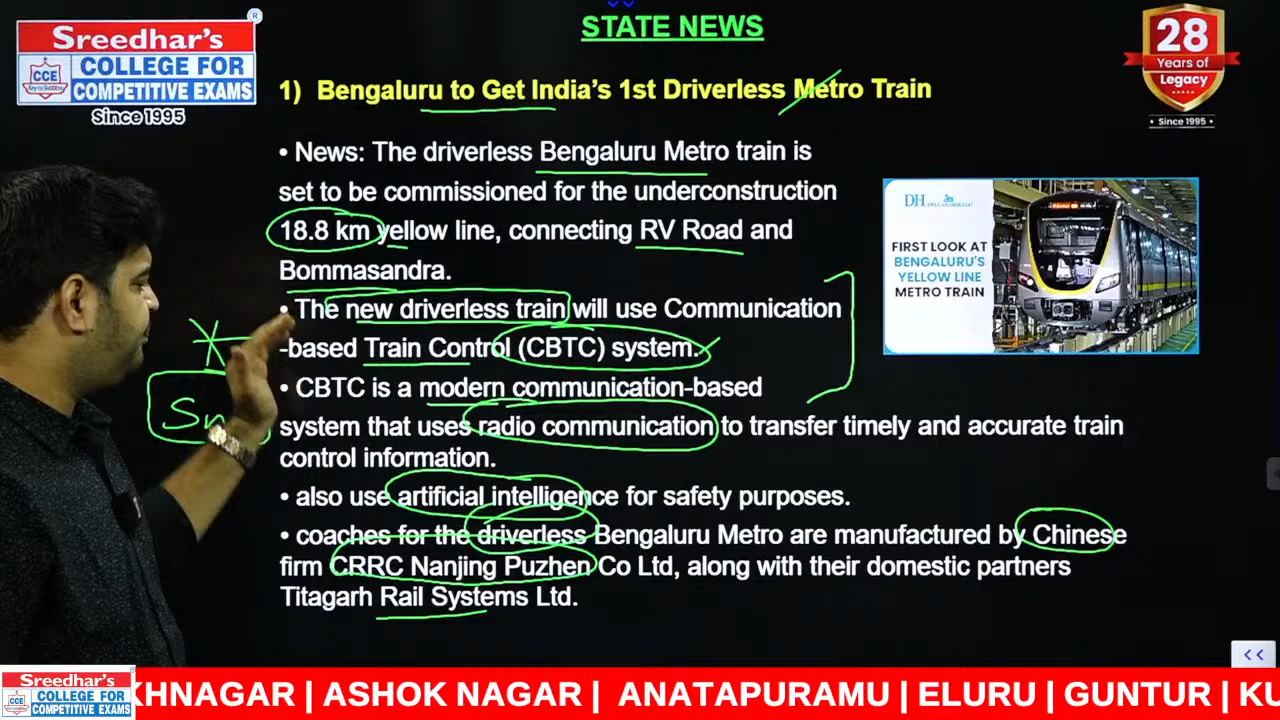 Sreedhar's
CCE
COLLEGE FOR
COMPETITIVE EXAMS
Since 1995
®
STATE NEWS
28
Years of
Legacy
• Since 1995 •
1) Bengaluru to Get India's 1st Driverless Metro Train
• News: The driverless Bengaluru Metro train is
set to be commissioned for the underconstruction
18.8 km yellow line, connecting RV Road and
Bommasandra.
• The new driverless train will use Communication
-based Train Control (CBTC) system.
• CBTC is a modern communication-based
system that uses radio communication to transfer timely and accurate train
control information.
• also use artificial intelligence for safety purposes.
• coaches for the driverless Bengaluru Metro are manufactured by Chinese
firm CRRC Nanjing Puzhen Co Ltd, along with their domestic partners
Titagarh Rail Systems Ltd.
DH
FIRST LOOK AT
BENGALURU'S
YELLOW LINE
METRO TRAIN
Sreedhar's
CCE
COLLEGE FOR
COMPETITIVE EXAMS
KHNAGAR | ASHOK NAGAR | ANATAPURAMU | ELURU | GUNTUR | KU